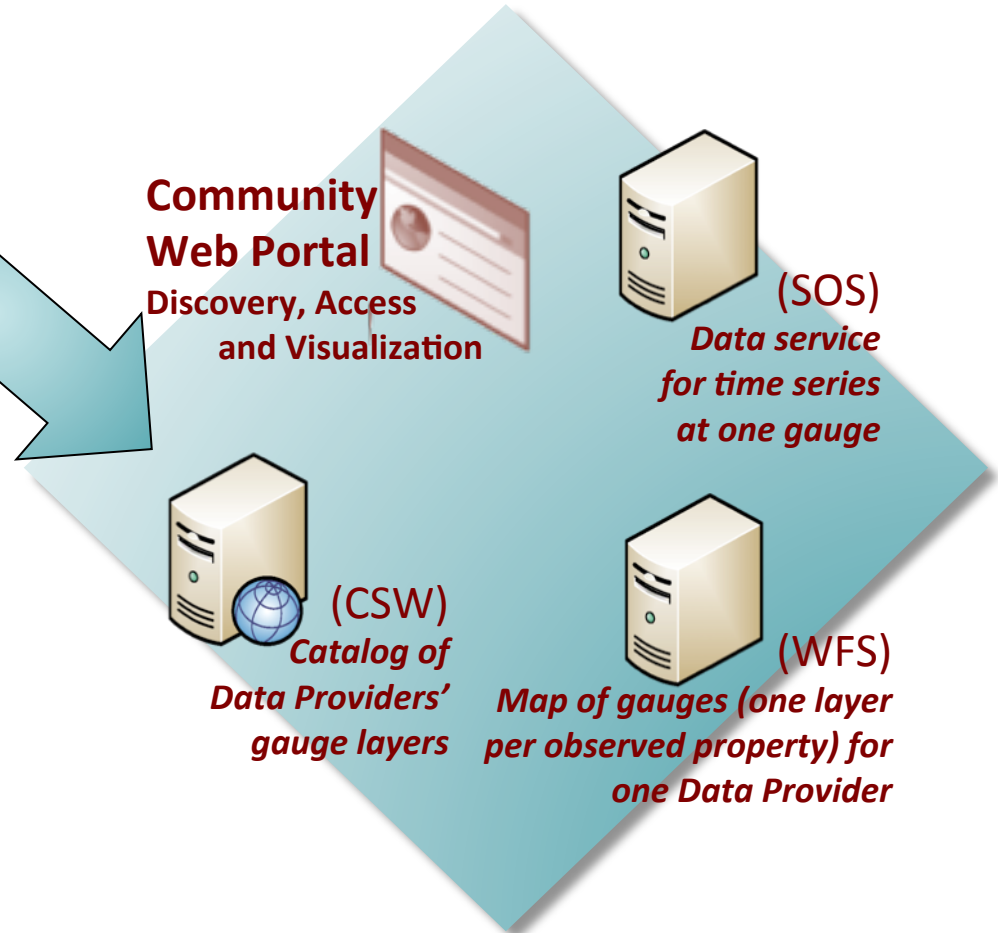 Community
Web Portal
Discovery, Access
and Visualization
(SOS)
Data service
for time series
at one gauge
(CSW)
Catalog of
Data Providers’
gauge layers
(WFS)
Map of gauges (one layer
per observed property) for
one Data Provider